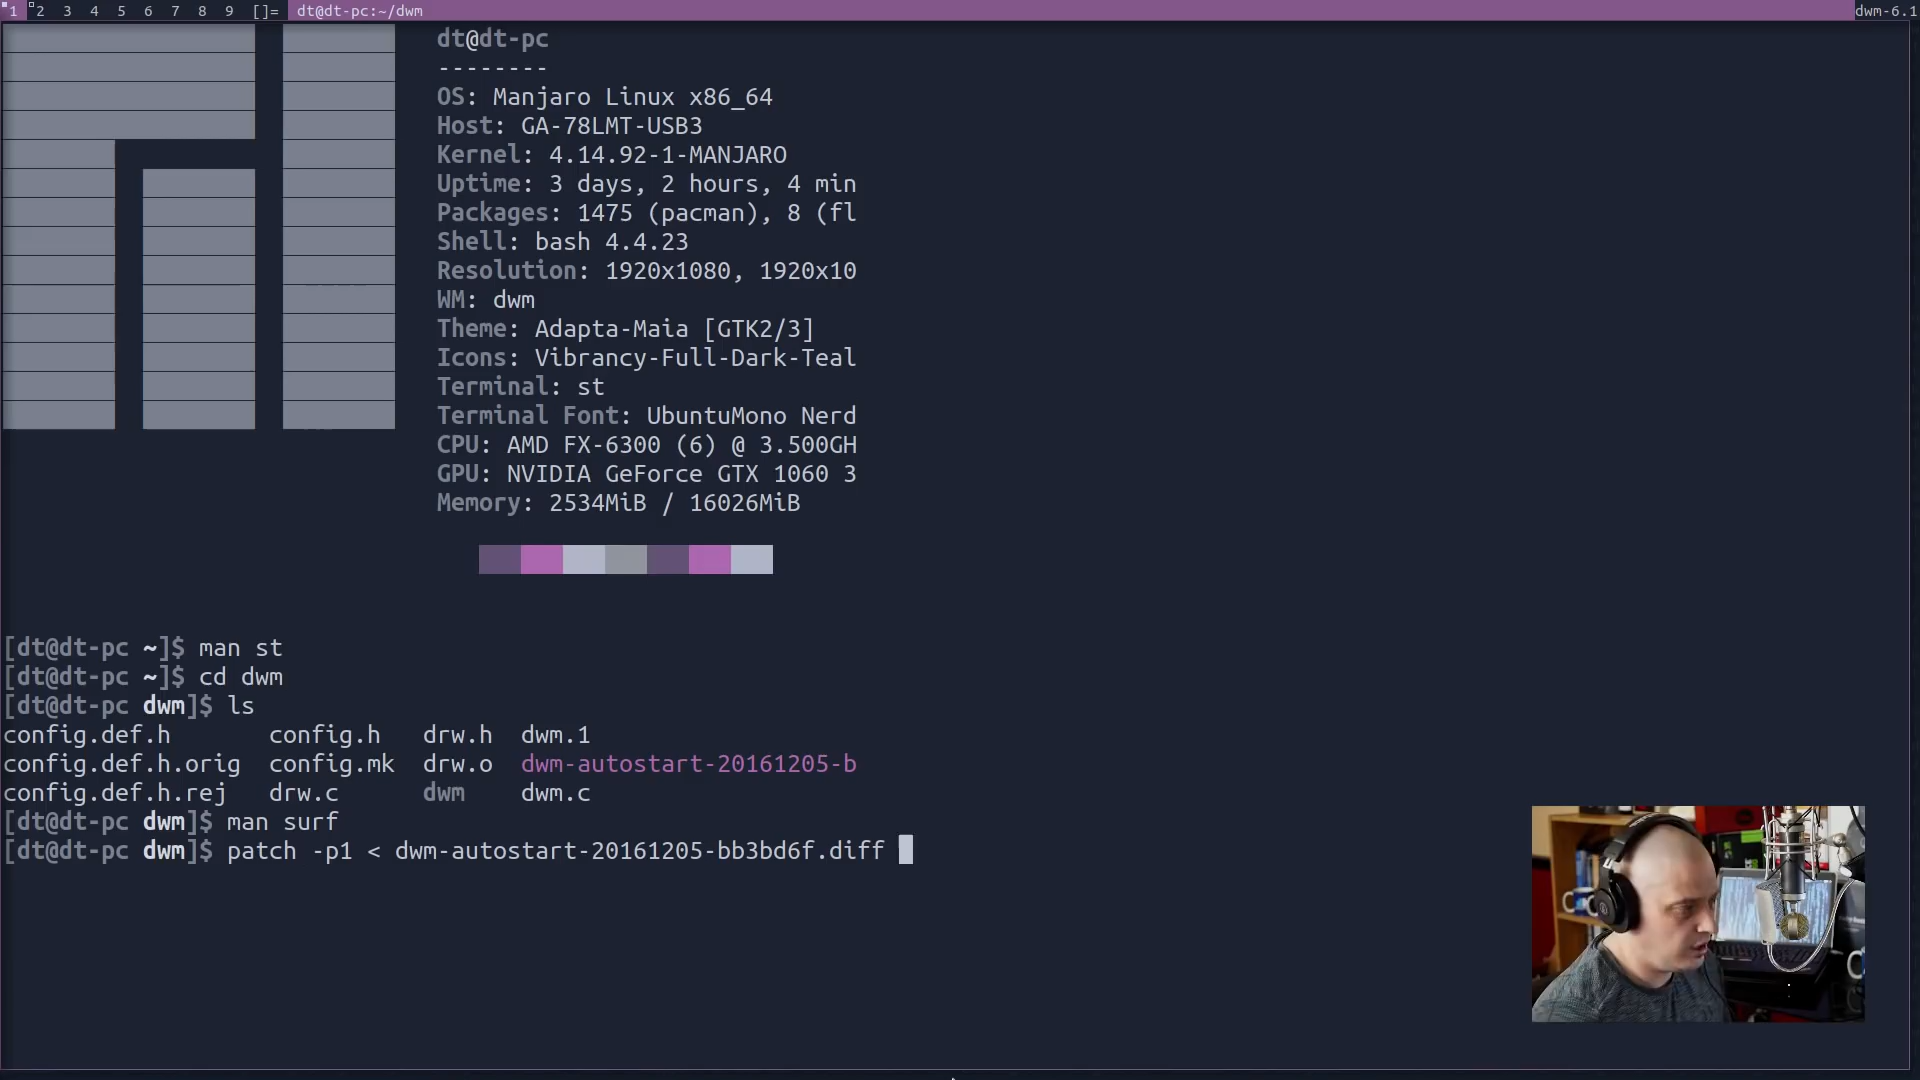 1 2 3 4 5 6 7 8 9 []= dt@dt-pc:~/dwm dwm-6.1
dt@dt-pc
--------
OS: Manjaro Linux x86_64
Host: GA-78LMT-USB3
Kernel: 4.14.92-1-MANJARO
Uptime: 3 days, 2 hours, 4 min
Packages: 1475 (pacman), 8 (fl
Shell: bash 4.4.23
Resolution: 1920x1080, 1920x10
WM: dwm
Theme: Adapta-Maia [GTK2/3]
Icons: Vibrancy-Full-Dark-Teal
Terminal: st
Terminal Font: UbuntuMono Nerd
CPU: AMD FX-6300 (6) @ 3.500GH
GPU: NVIDIA GeForce GTX 1060 3
Memory: 2534MiB / 16026MiB
[dt@dt-pc ~]$ man st
[dt@dt-pc ~]$ cd dwm
[dt@dt-pc dwm]$ ls
config.def.h config.h drw.h dwm.1
config.def.h.orig config.mk drw.o dwm-autostart-20161205-b
config.def.h.rej drw.c dwm dwm.c
[dt@dt-pc dwm]$ man surf
[dt@dt-pc dwm]$ patch -p1 < dwm-autostart-20161205-bb3bd6f.diff